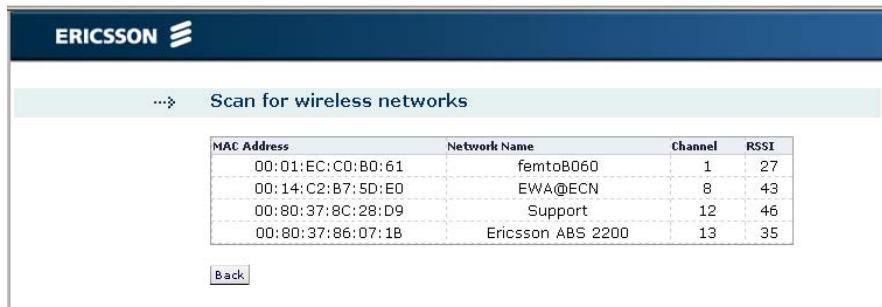 ERICSSON
Scan for wireless networks
MAC Address Network Name Channel RSSI
00:01:EC:C0:B0:61 femtoB060 1 27
00:14:C2:B7:5D:E0 EWA@ECN 8 43
00:80:37:8C:28:D9 Support 12 46
00:80:37:86:07:1B Ericsson ABS 2200 13 35
Back